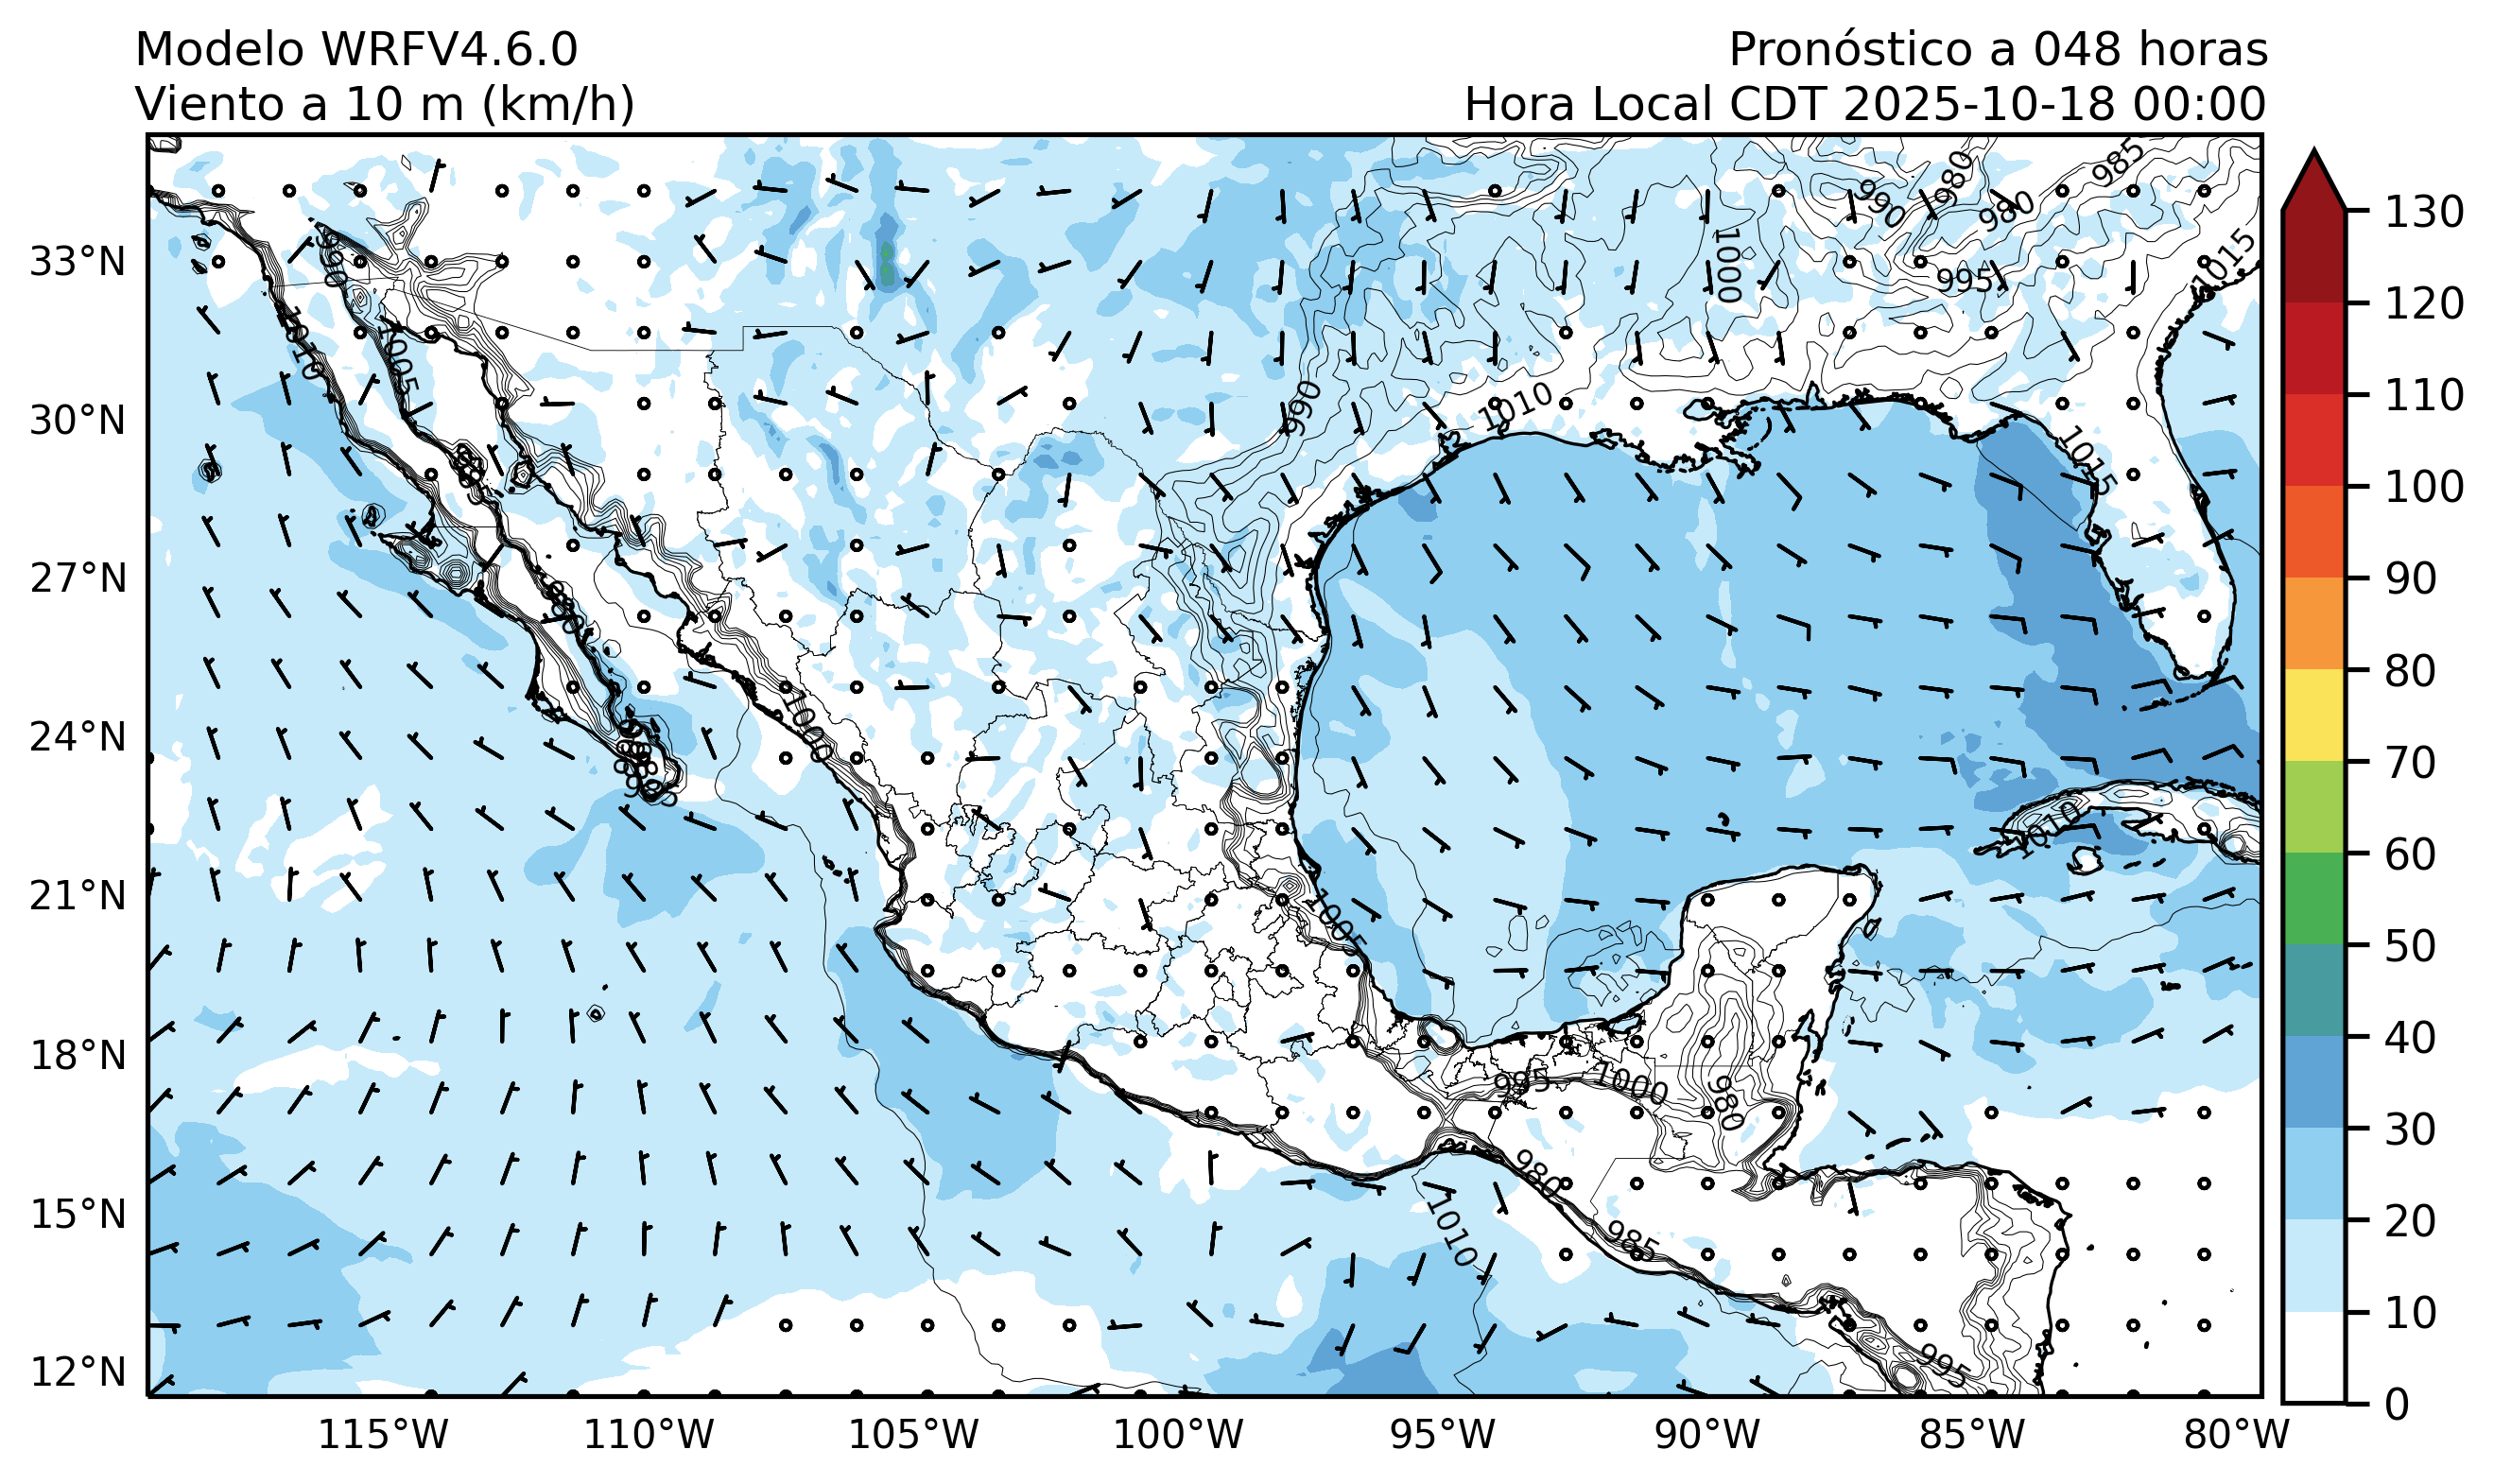 Modelo WRFV4.6.0
Pronóstico a 048 horas
Viento a 10 m (km/h)
Hora Local CDT 2025-10-18 00:00
985
980
990
980
1015
1000
995
33°N
990
1010
1005
30°N
1010
990
1015
27°N
24°N
1000
1010
21°N
1005
18°N
995
1000
980
980
15°N
1010
985
12°N
995
115°W
110°W
105°W
100°W
95°W
90°W
85°W
80°W
130
120
110
100
90
80
70
60
50
40
30
20
10
0